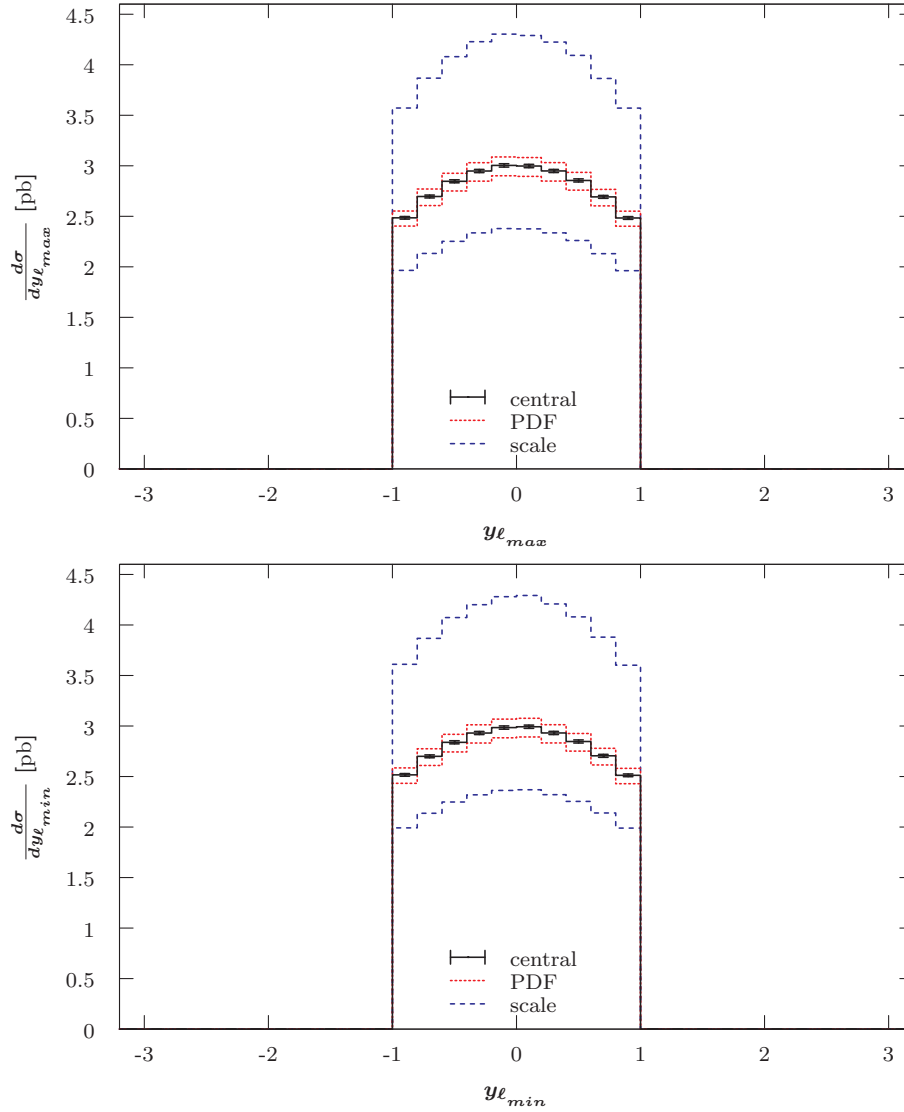 4.5
4
3.5
3
2.5
2
1.5
1
0.5
0
dσ
dyℓmax
[pb]
central
PDF
scale
-3 -2 -1 0 1 2 3
yℓmax
4.5
4
3.5
3
2.5
2
1.5
1
0.5
0
dσ
dyℓmin
[pb]
central
PDF
scale
-3 -2 -1 0 1 2 3
yℓmin